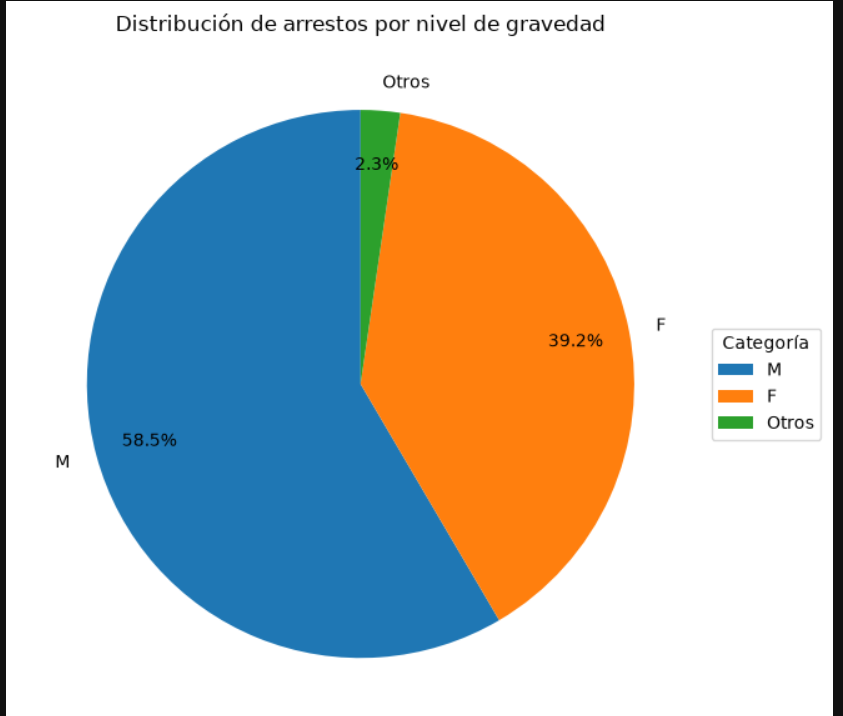 Distribución de arrestos por nivel de gravedad
Otros
2.3%
F
39.2%
Categoría
M
F
Otros
58.5%
M